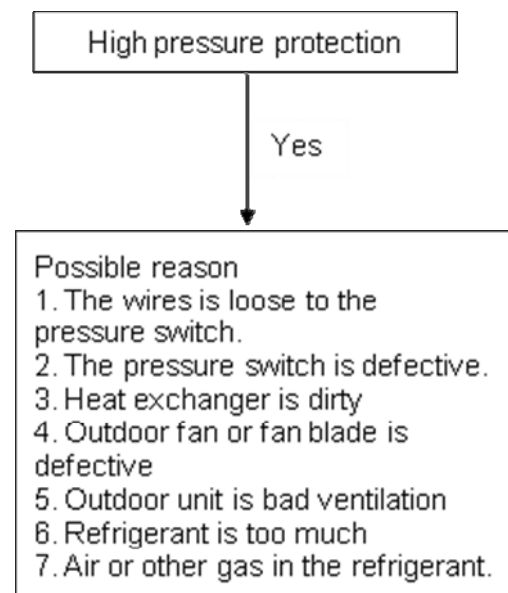 High pressure protection
Yes
Possible reason
1. The wires is loose to the
pressure switch.
2. The pressure switch is defective.
3. Heat exchanger is dirty
4. Outdoor fan or fan blade is
defective
5. Outdoor unit is bad ventilation
6. Refrigerant is too much
7. Air or other gas in the refrigerant.